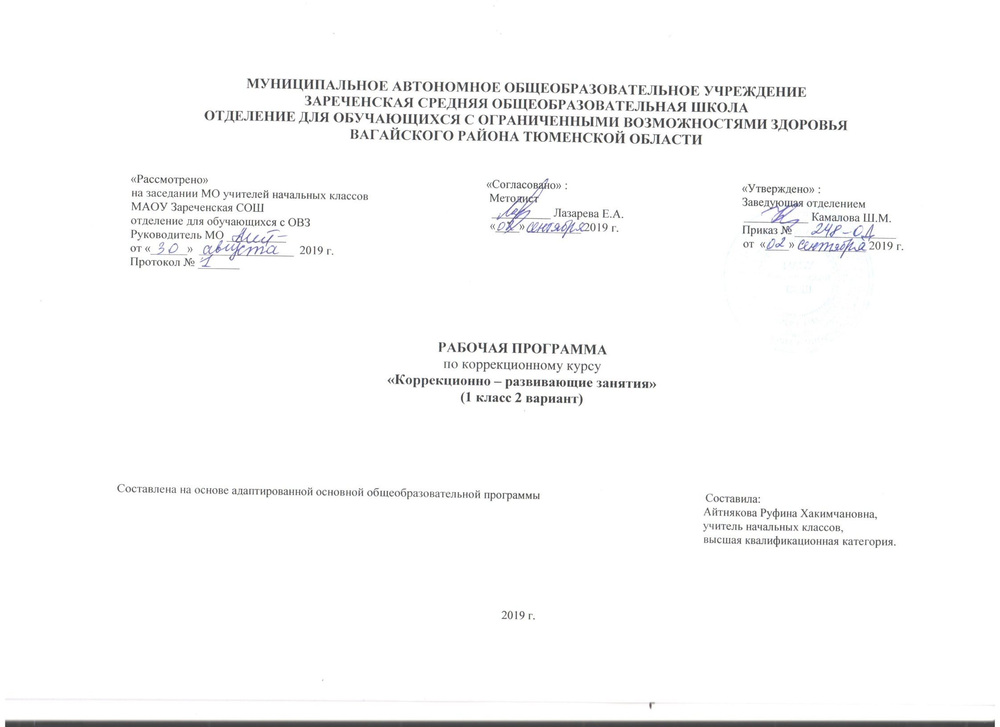 МУНИЦИПАЛЬНОЕ АВТОНОМНОЕ ОБЩЕОБРАЗОВАТЕЛЬНОЕ УЧРЕЖДЕНИЕ
ЗАРЕЧЕНСКАЯ СРЕДНЯЯ ОБЩЕОБРАЗОВАТЕЛЬНАЯ ШКОЛА
ОТДЕЛЕНИЕ ДЛЯ ОБУЧАЮЩИХСЯ С ОГРАНИЧЕННЫМИ ВОЗМОЖНОСТЯМИ ЗДОРОВЬЯ
ВАГАЙСКОГО РАЙОНА ТЮМЕНСКОЙ ОБЛАСТИ
«Рассмотрено»
на заседании МО учителей начальных классов
МАОУ Зареченская СОШ
отделение для обучающихся с ОВЗ
Руководитель МО
от «30» августа 2019 г.
Протокол № 1
«Согласовано» :
Методист
Лазарева Е.А.
«02» сентября 2019 г.
«Утверждено» :
Заведующая отделением
Камалова Ш.М.
Приказ № 248-ОД
от «02» сентября 2019 г.
СОШ
РАБОЧАЯ ПРОГРАММА
по коррекционному курсу
«Коррекционно – развивающие занятия»
(1 класс 2 вариант)
Составлена на основе адаптированной основной общеобразовательной программы
Составила:
Айтнякова Руфина Хакимчановна,
учитель начальных классов,
высшая квалификационная категория.
2019 г.